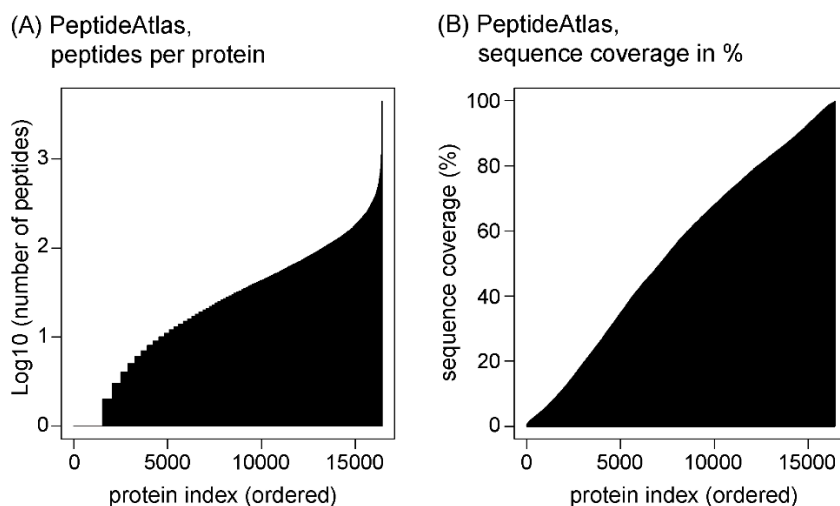 (A) PeptideAtlas,
peptides per protein
Log10 (number of peptides)
3
2
1
0
0 5000 10000 15000
protein index (ordered)
(B) PeptideAtlas,
sequence coverage in %
sequence coverage (%)
100
80
60
40
20
0
0 5000 10000 15000
protein index (ordered)